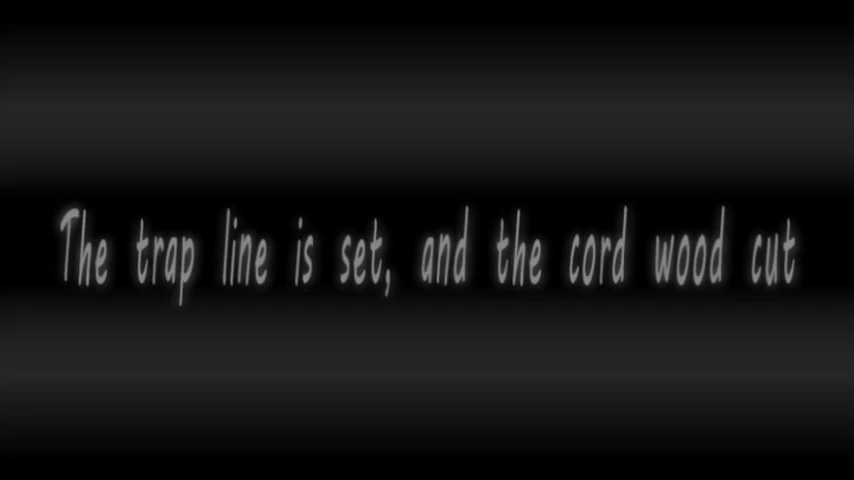 The trap line is set, and the cord wood cut